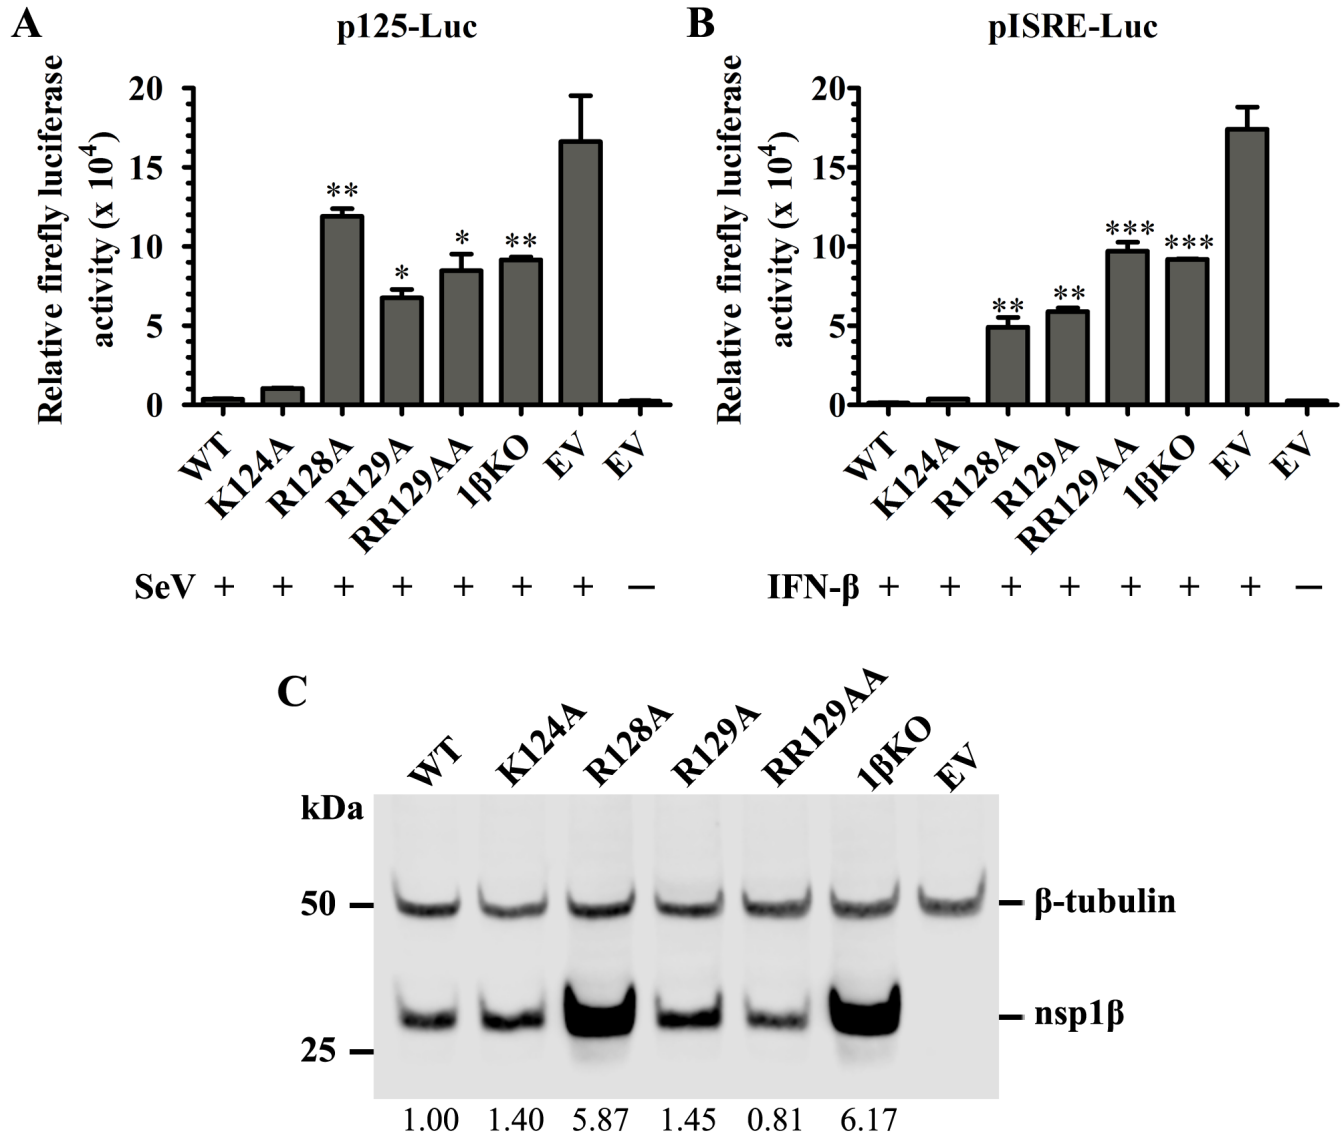 A
p125-Luc
Relative firefly luciferase
activity (x 10⁴)
20
15
10
5
0
**
*
*
**
WT
K124A
R128A
R129A
RR129AA
1βKO
EV
EV
SeV + + + + + + + —
B
pISRE-Luc
Relative firefly luciferase
activity (x 10⁴)
20
15
10
5
0
**
**
***
***
WT
K124A
R128A
R129A
RR129AA
1βKO
EV
EV
IFN-β + + + + + + + —
C
WT
K124A
R128A
R129A
RR129AA
1βKO
EV
kDa
50
β-tubulin
nsp1β
25
1.00 1.40 5.87 1.45 0.81 6.17